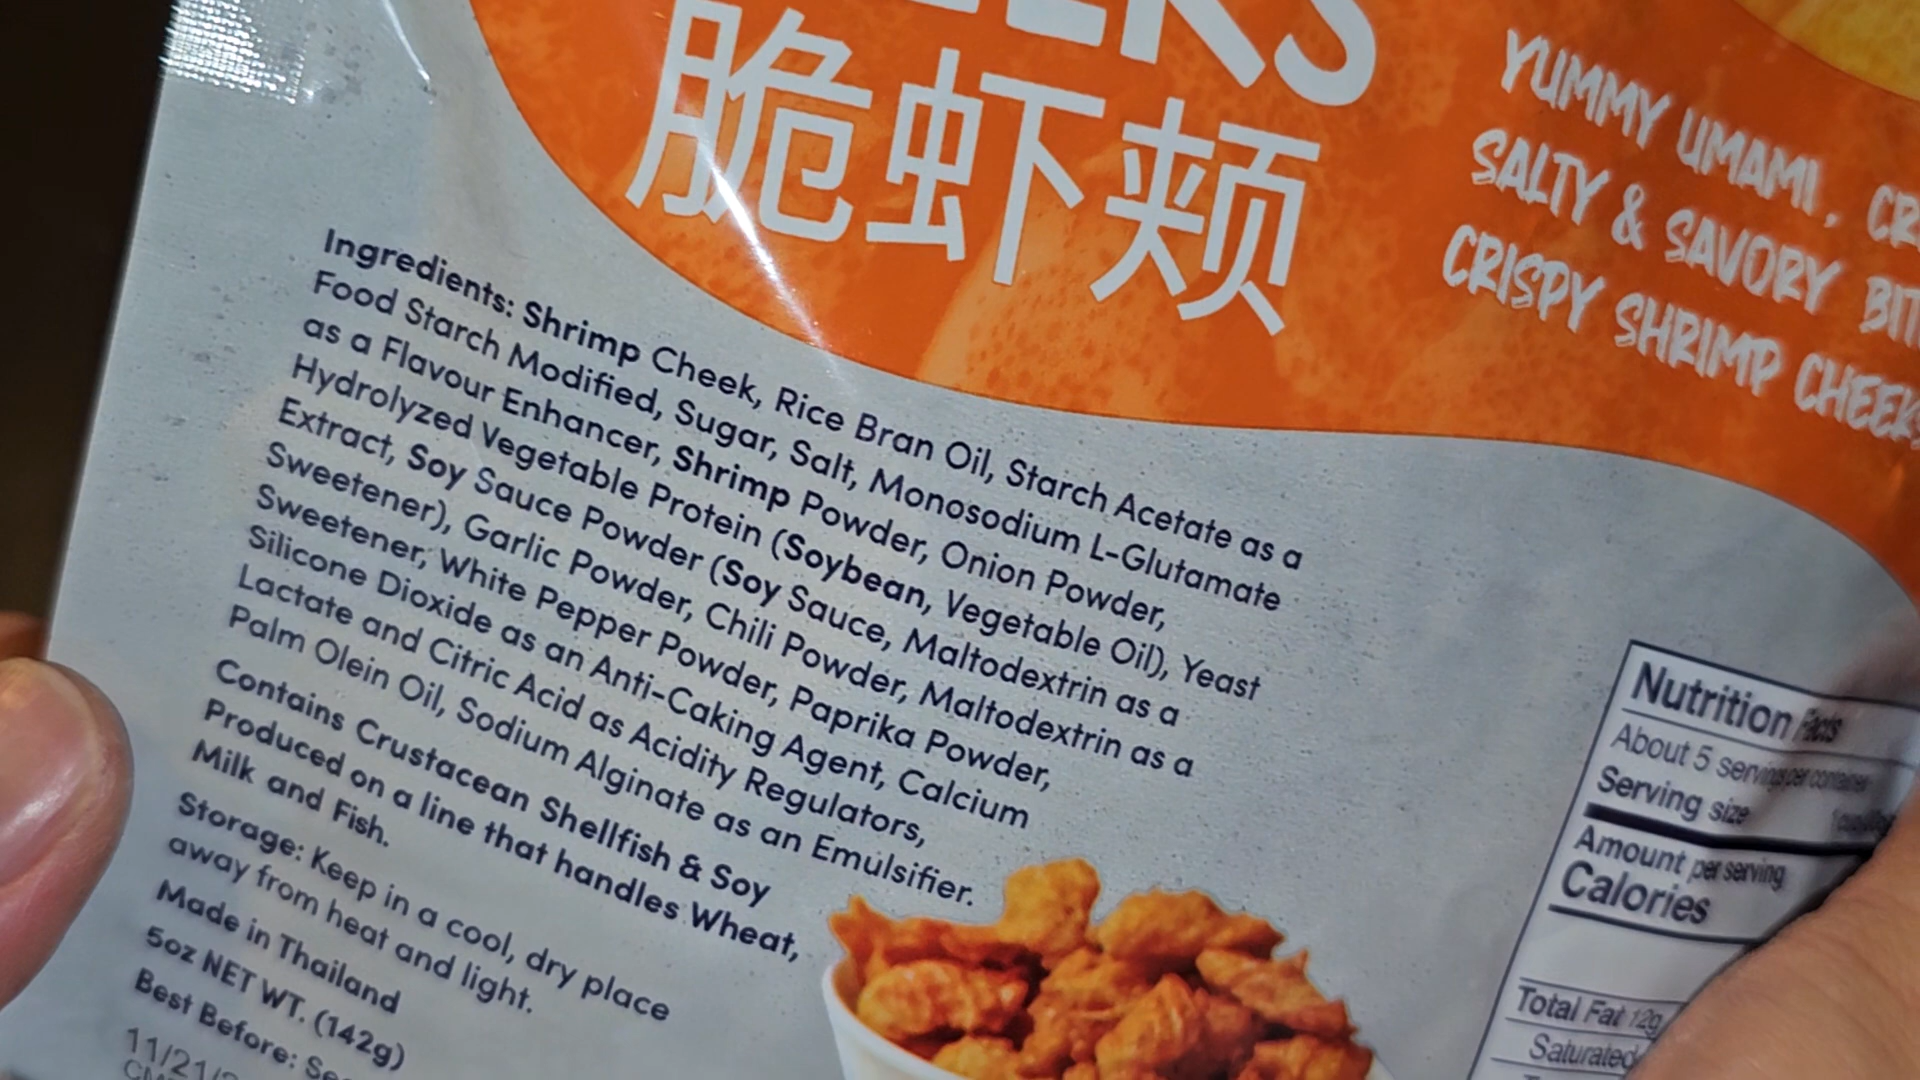 脆虾颊
YUMMY UMAMI,
SALTY & SAVORY
CRISPY SHRIMP CHEEKS
Ingredients: Shrimp Cheek, Rice Bran Oil, Starch Acetate as a
Food Starch Modified, Sugar, Salt, Monosodium L-Glutamate
as a Flavour Enhancer, Shrimp Powder, Onion Powder,
Hydrolyzed Vegetable Protein (Soybean, Vegetable Oil), Yeast
Extract, Soy Sauce Powder (Soy Sauce, Maltodextrin as a
Sweetener), Garlic Powder, Chili Powder, Maltodextrin as a
Sweetener, White Pepper Powder, Paprika Powder,
Silicone Dioxide as an Anti-Caking Agent, Calcium
Lactate and Citric Acid as Acidity Regulators,
Palm Olein Oil, Sodium Alginate as an Emulsifier.
Contains Crustacean Shellfish & Soy
Produced on a line that handles Wheat,
Milk and Fish.
Storage: Keep in a cool, dry place
away from heat and light.
Made in Thailand
5oz NET WT. (142g)
Best Before:
11/21/
Nutrition Facts
About 5 servings per container
Serving size
Amount per serving
Calories
Total Fat 12g
Saturated